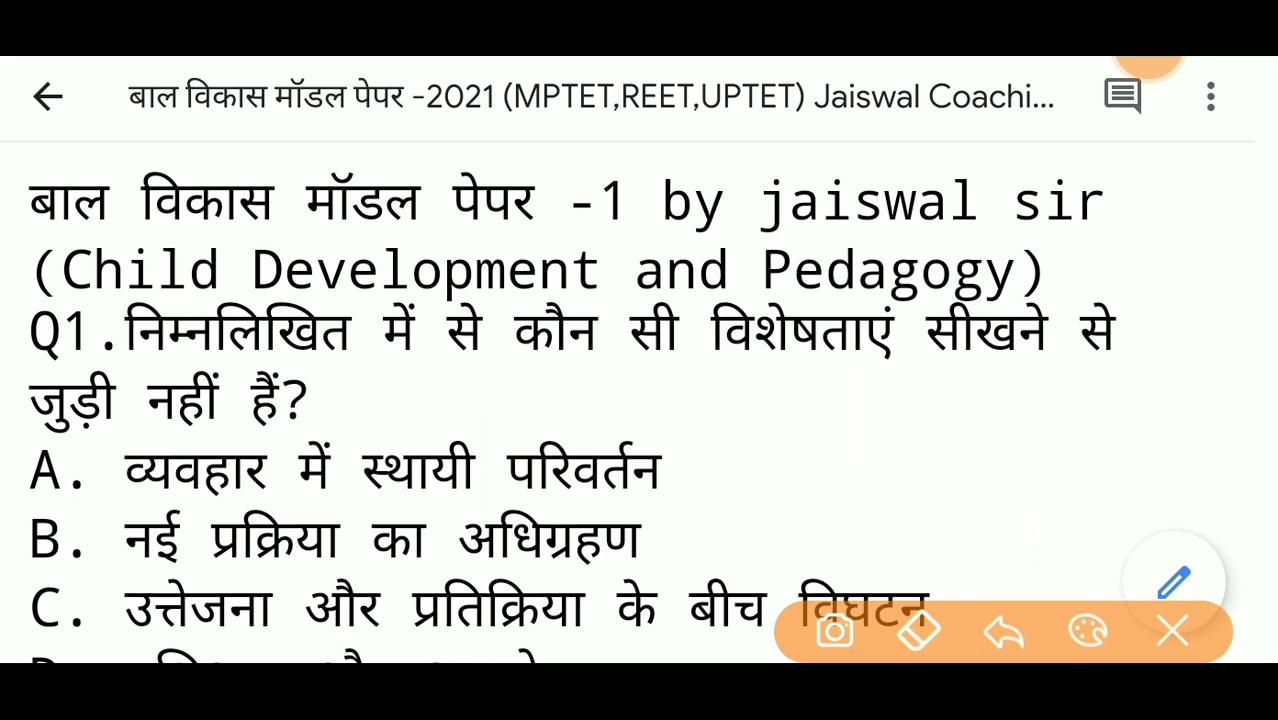 बाल विकास मॉडल पेपर -2021 (MPTET,REET,UPTET) Jaiswal Coachi...
बाल विकास मॉडल पेपर -1 by jaiswal sir
(Child Development and Pedagogy)
Q1.निम्नलिखित में से कौन सी विशेषताएं सीखने से
जुड़ी नहीं हैं?
A. व्यवहार में स्थायी परिवर्तन
B. नई प्रक्रिया का अधिग्रहण
C. उत्तेजना और प्रतिक्रिया के बीच विघटन